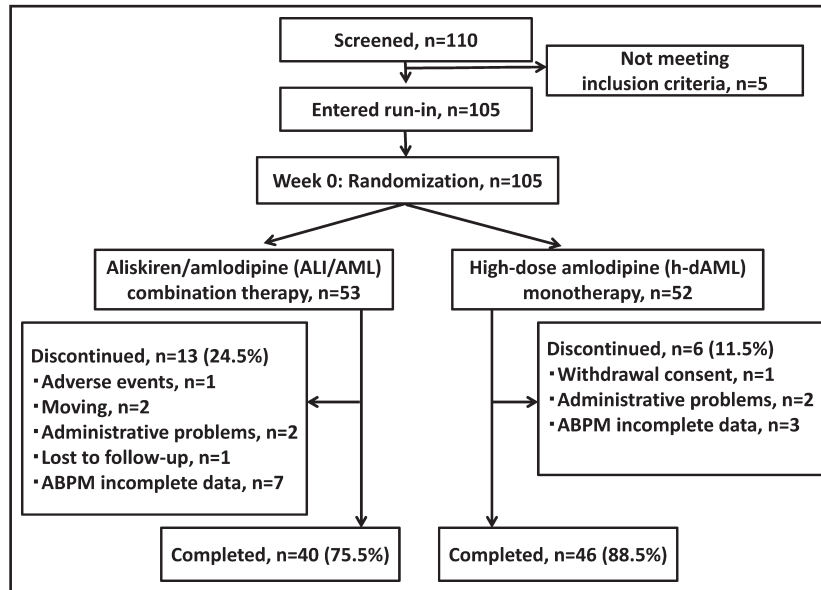 Screened, n=110
Not meeting
inclusion criteria, n=5
Entered run-in, n=105
Week 0: Randomization, n=105
Aliskiren/amlodipine (ALI/AML)
combination therapy, n=53
High-dose amlodipine (h-dAML)
monotherapy, n=52
Discontinued, n=13 (24.5%)
・Adverse events, n=1
・Moving, n=2
・Administrative problems, n=2
・Lost to follow-up, n=1
・ABPM incomplete data, n=7
Discontinued, n=6 (11.5%)
・Withdrawal consent, n=1
・Administrative problems, n=2
・ABPM incomplete data, n=3
Completed, n=40 (75.5%)
Completed, n=46 (88.5%)